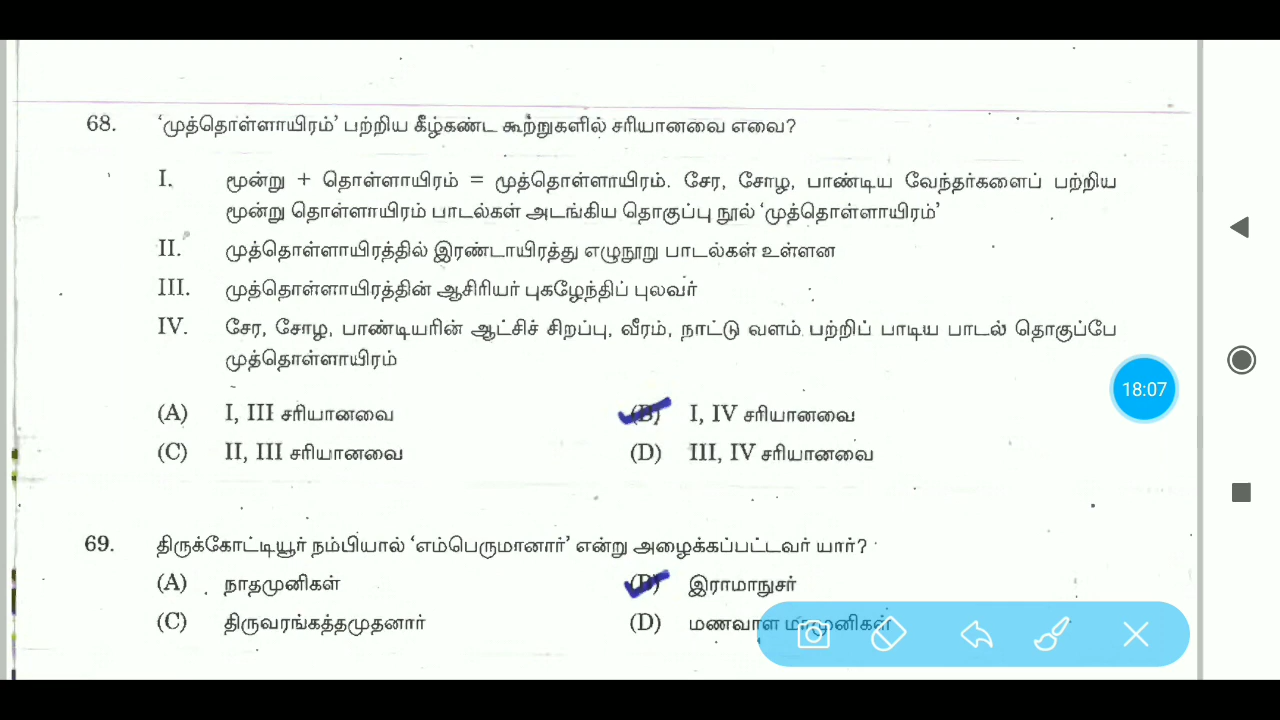 68. ‘முத்தொள்ளாயிரம்’ பற்றிய கீழ்கண்ட கூற்றுகளில் சரியானவை எவை?
I. மூன்று + தொள்ளாயிரம் = முத்தொள்ளாயிரம். சேர, சோழ, பாண்டிய வேந்தர்களைப் பற்றிய
மூன்று தொள்ளாயிரம் பாடல்கள் அடங்கிய தொகுப்பு நூல் ‘முத்தொள்ளாயிரம்’
II. முத்தொள்ளாயிரத்தில் இரண்டாயிரத்து எழுநூறு பாடல்கள் உள்ளன
III. முத்தொள்ளாயிரத்தின் ஆசிரியர் புகழேந்திப் புலவர்
IV. சேர, சோழ, பாண்டியரின் ஆட்சிச் சிறப்பு, வீரம், நாட்டு வளம் பற்றிப் பாடிய பாடல் தொகுப்பே
முத்தொள்ளாயிரம்
(A) I, III சரியானவை (B) I, IV சரியானவை
18:07
(C) II, III சரியானவை (D) III, IV சரியானவை
69. திருக்கோட்டியூர் நம்பியால் ‘எம்பெருமானார்’ என்று அழைக்கப்பட்டவர் யார்?
(A) நாதமுனிகள் (B) இராமாநுசர்
(C) திருவரங்கத்தமுதனார் (D) மணவாள மாமுனிகள்